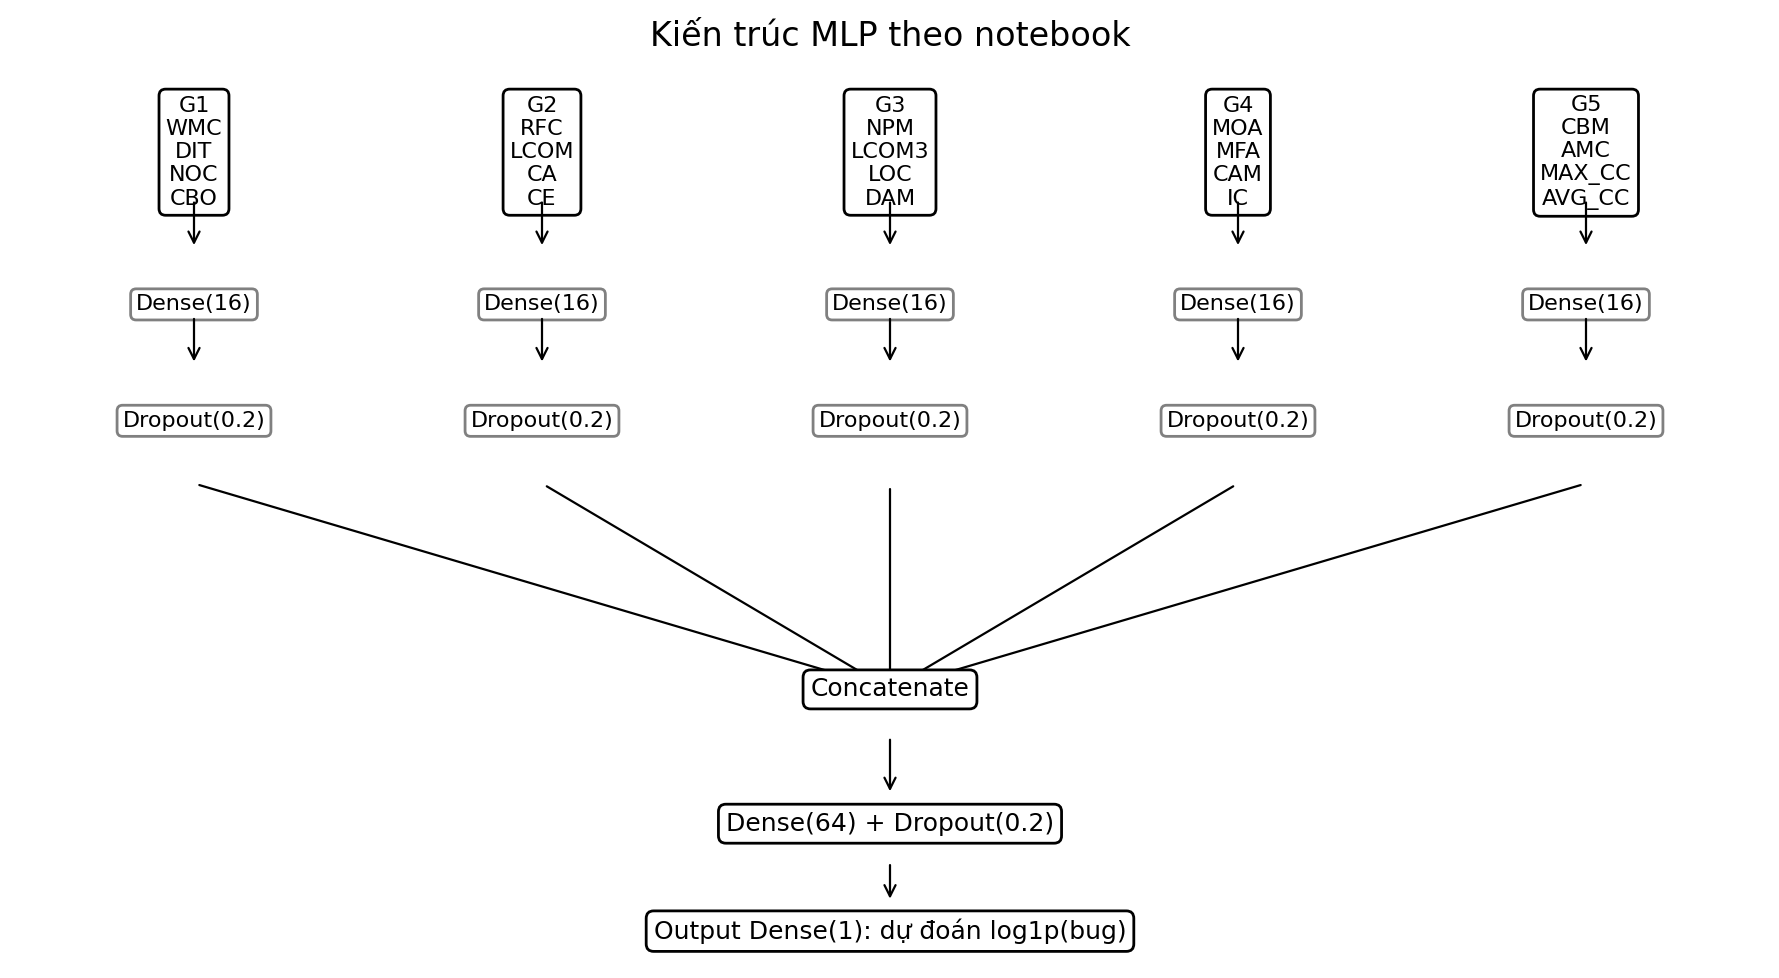 Kiến trúc MLP theo notebook
G1
WMC
DIT
NOC
CBO
G2
RFC
LCOM
CA
CE
G3
NPM
LCOM3
LOC
DAM
G4
MOA
MFA
CAM
IC
G5
CBM
AMC
MAX_CC
AVG_CC
Dense(16)
Dense(16)
Dense(16)
Dense(16)
Dense(16)
Dropout(0.2)
Dropout(0.2)
Dropout(0.2)
Dropout(0.2)
Dropout(0.2)
Concatenate
Dense(64) + Dropout(0.2)
Output Dense(1): dự đoán log1p(bug)